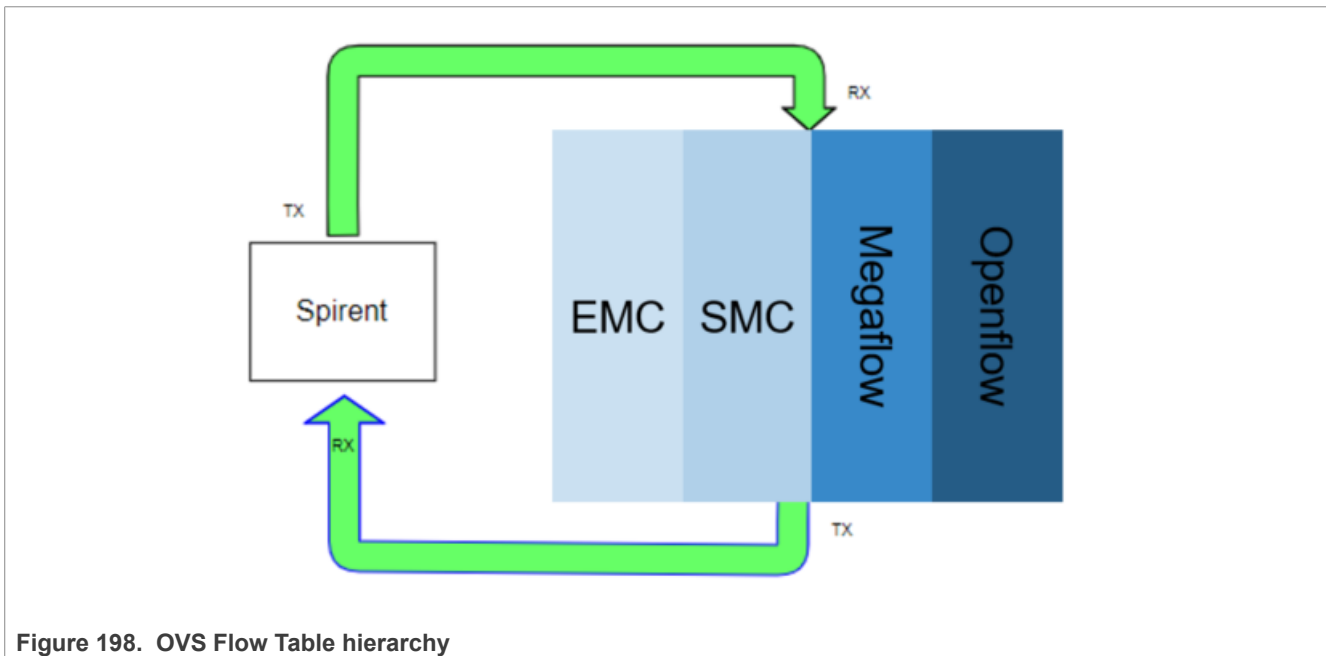 RX
TX
Spirent
EMC
SMC
Megaflow
Openflow
RX
TX
Figure 198. OVS Flow Table hierarchy